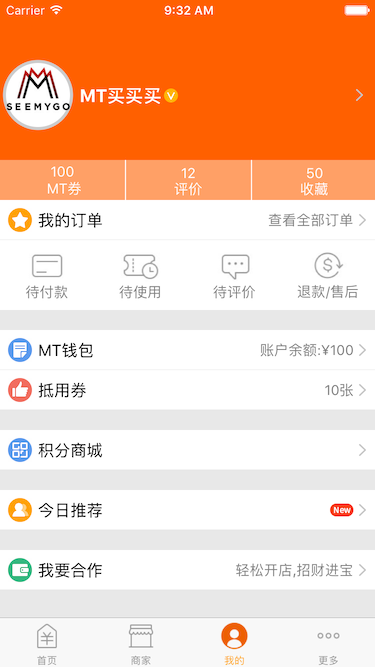 Carrier 9:32 AM
SEEMYGO
MT买买买 V
100 12 50
MT券 评价 收藏
我的订单 查看全部订单
待付款 待使用 待评价 退款/售后
MT钱包 账户余额:¥100
抵用券 10张
积分商城
今日推荐 New
我要合作 轻松开店,招财进宝
首页 商家 我的 更多